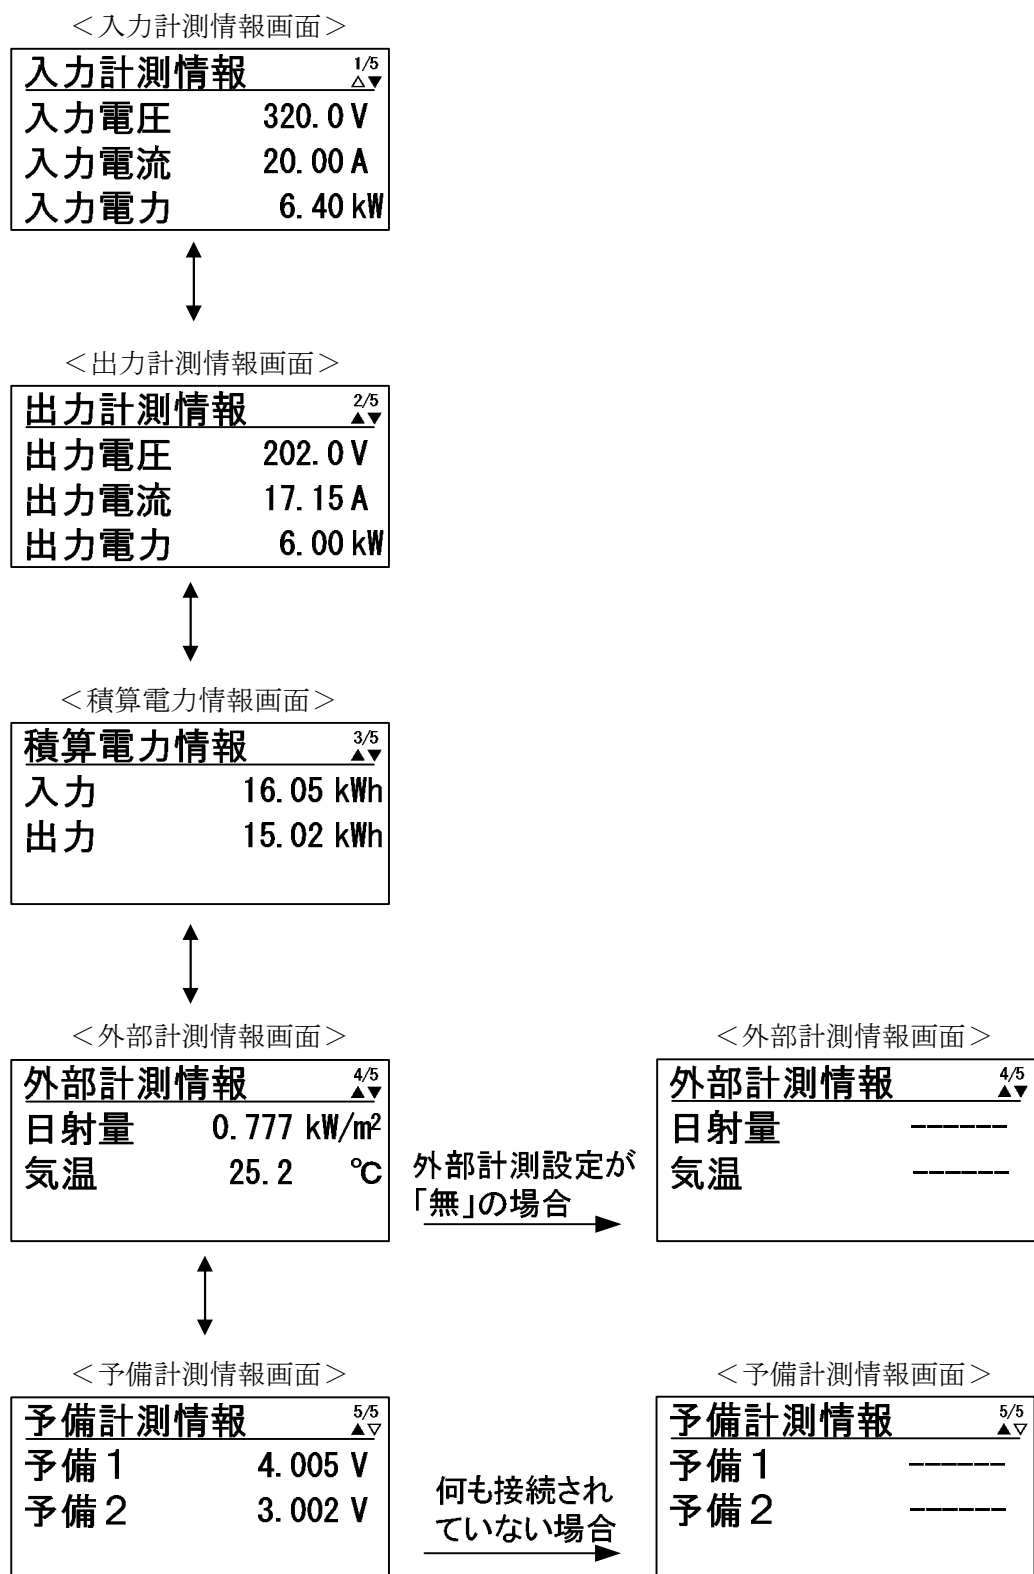 ＜入力計測情報画面＞
入力計測情報 1/5
△▼
入力電圧 320.0 V
入力電流 20.00 A
入力電力 6.40 kW
＜出力計測情報画面＞
出力計測情報 2/5
▲▼
出力電圧 202.0 V
出力電流 17.15 A
出力電力 6.00 kW
＜積算電力情報画面＞
積算電力情報 3/5
▲▼
入力 16.05 kWh
出力 15.02 kWh
＜外部計測情報画面＞
外部計測情報 4/5
▲▼
日射量 0.777 kW/m²
気温 25.2 ℃
外部計測設定が
「無」の場合
＜外部計測情報画面＞
外部計測情報 4/5
▲▼
日射量 ------
気温 ------
＜予備計測情報画面＞
予備計測情報 5/5
▲▽
予備１ 4.005 V
予備２ 3.002 V
何も接続され
ていない場合
＜予備計測情報画面＞
予備計測情報 5/5
▲▽
予備１ ------
予備２ ------